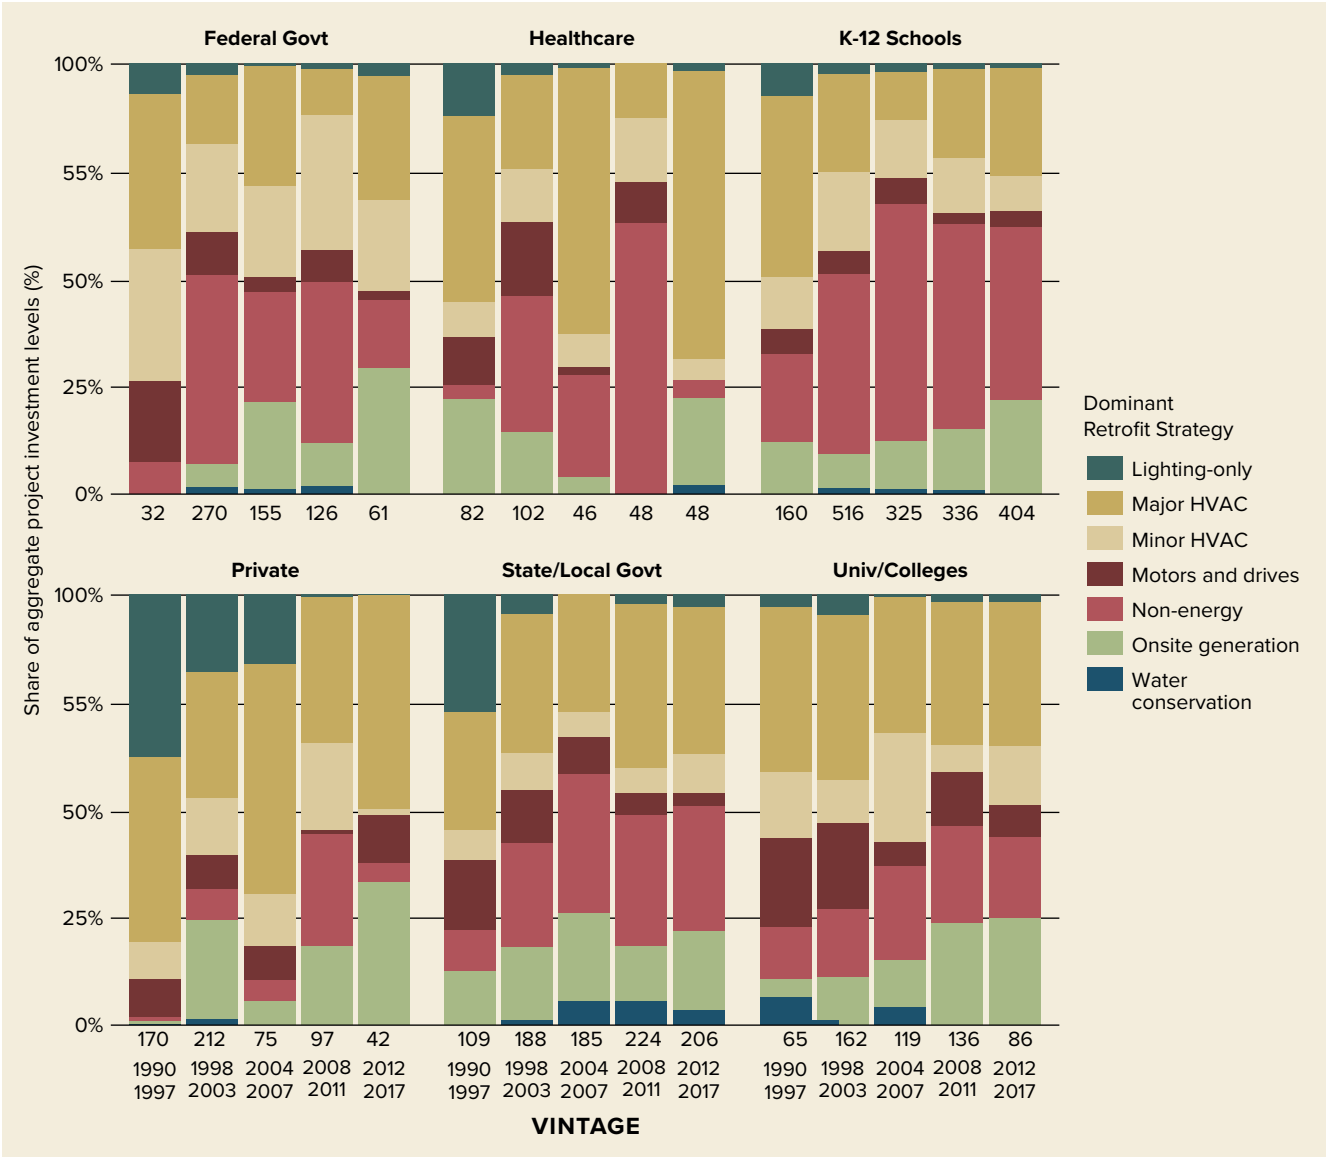 Federal Govt
Healthcare
K-12 Schools
100%
55%
50%
25%
0%
32 270 155 126 61
82 102 46 48 48
160 516 325 336 404
Share of aggregate project investment levels (%)
Dominant
Retrofit Strategy
Lighting-only
Major HVAC
Minor HVAC
Motors and drives
Non-energy
Onsite generation
Water
conservation
Private
State/Local Govt
Univ/Colleges
100%
55%
50%
25%
0%
170 212 75 97 42
109 188 185 224 206
65 162 119 136 86
1990 1998 2004 2008 2012
1997 2003 2007 2011 2017
1990 1998 2004 2008 2012
1997 2003 2007 2011 2017
1990 1998 2004 2008 2012
1997 2003 2007 2011 2017
VINTAGE